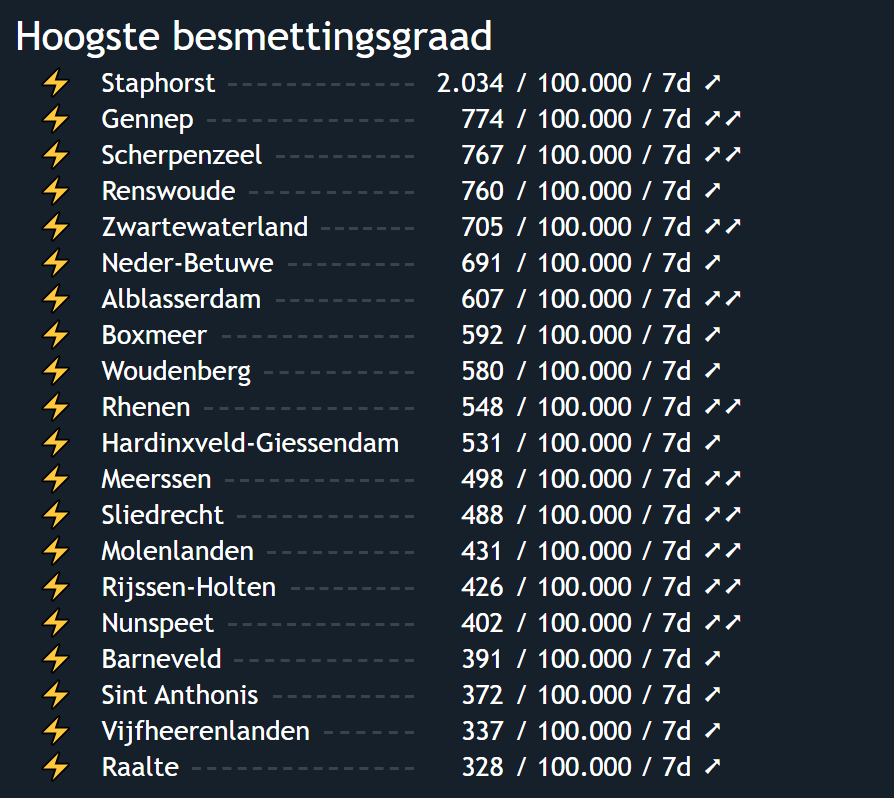 Hoogste besmettingsgraad
⚡ Staphorst 2.034 / 100.000 / 7d ➚
⚡ Gennep 774 / 100.000 / 7d ➚➚
⚡ Scherpenzeel 767 / 100.000 / 7d ➚➚
⚡ Renswoude 760 / 100.000 / 7d ➚
⚡ Zwartewaterland 705 / 100.000 / 7d ➚➚
⚡ Neder-Betuwe 691 / 100.000 / 7d ➚
⚡ Alblasserdam 607 / 100.000 / 7d ➚➚
⚡ Boxmeer 592 / 100.000 / 7d ➚
⚡ Woudenberg 580 / 100.000 / 7d ➚
⚡ Rhenen 548 / 100.000 / 7d ➚➚
⚡ Hardinxveld-Giessendam 531 / 100.000 / 7d ➚
⚡ Meerssen 498 / 100.000 / 7d ➚➚
⚡ Sliedrecht 488 / 100.000 / 7d ➚➚
⚡ Molenlanden 431 / 100.000 / 7d ➚➚
⚡ Rijssen-Holten 426 / 100.000 / 7d ➚➚
⚡ Nunspeet 402 / 100.000 / 7d ➚➚
⚡ Barneveld 391 / 100.000 / 7d ➚
⚡ Sint Anthonis 372 / 100.000 / 7d ➚
⚡ Vijfheerenlanden 337 / 100.000 / 7d ➚
⚡ Raalte 328 / 100.000 / 7d ➚